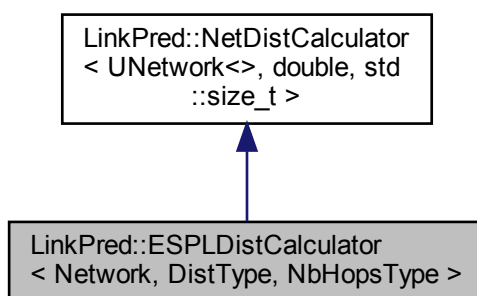 LinkPred::NetDistCalculator
< UNetwork<>, double, std
::size_t >
LinkPred::ESPLDistCalculator
< Network, DistType, NbHopsType >